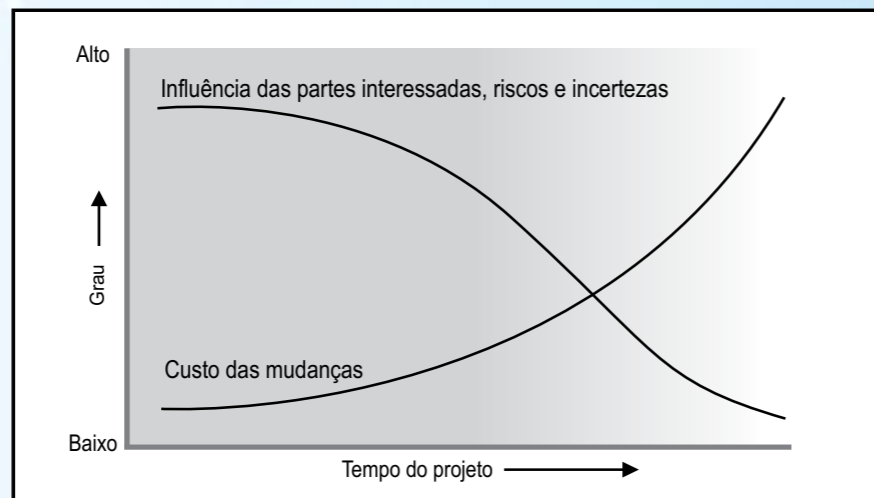 Alto
Influência das partes interessadas, riscos e incertezas
Grau
Custo das mudanças
Baixo
Tempo do projeto